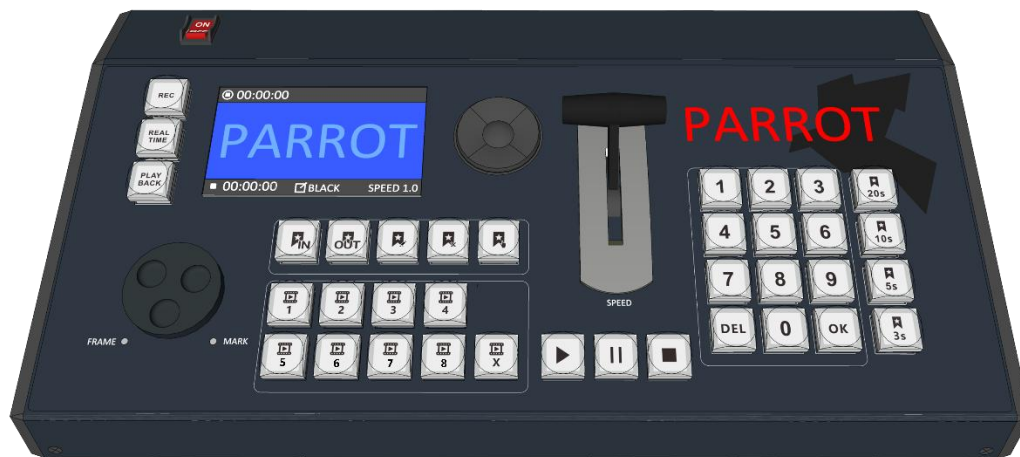 ON
REC
REAL
TIME
PLAY
BACK
00:00:00
PARROT
00:00:00 BLACK SPEED 1.0
PARROT
IN
OUT
1 2 3 4
5 6 7 8 X
FRAME
MARK
SPEED
1 2 3
20s
4 5 6
10s
7 8 9
5s
DEL 0 OK
3s